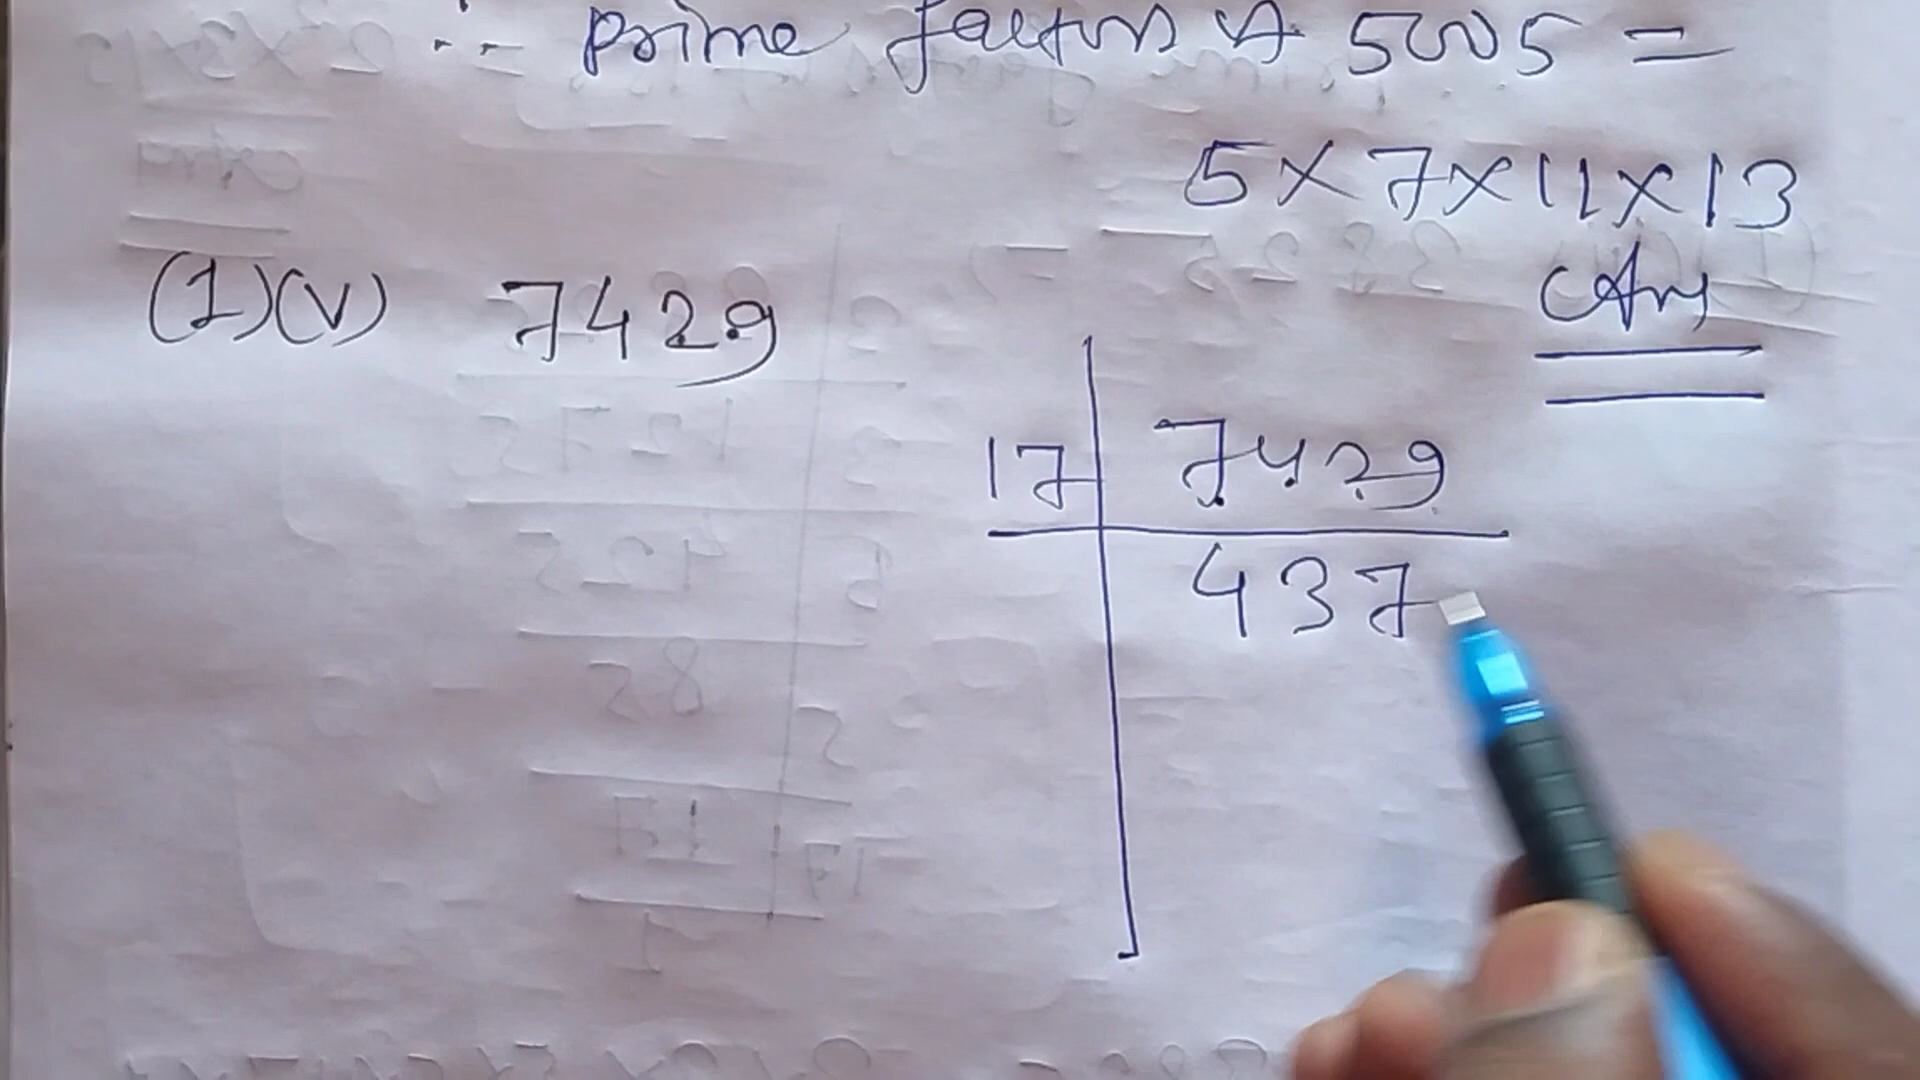 ∴ prime factors of 5005 =
5×7×11×13
Ans
(1)(v) 7429
17 7429
437